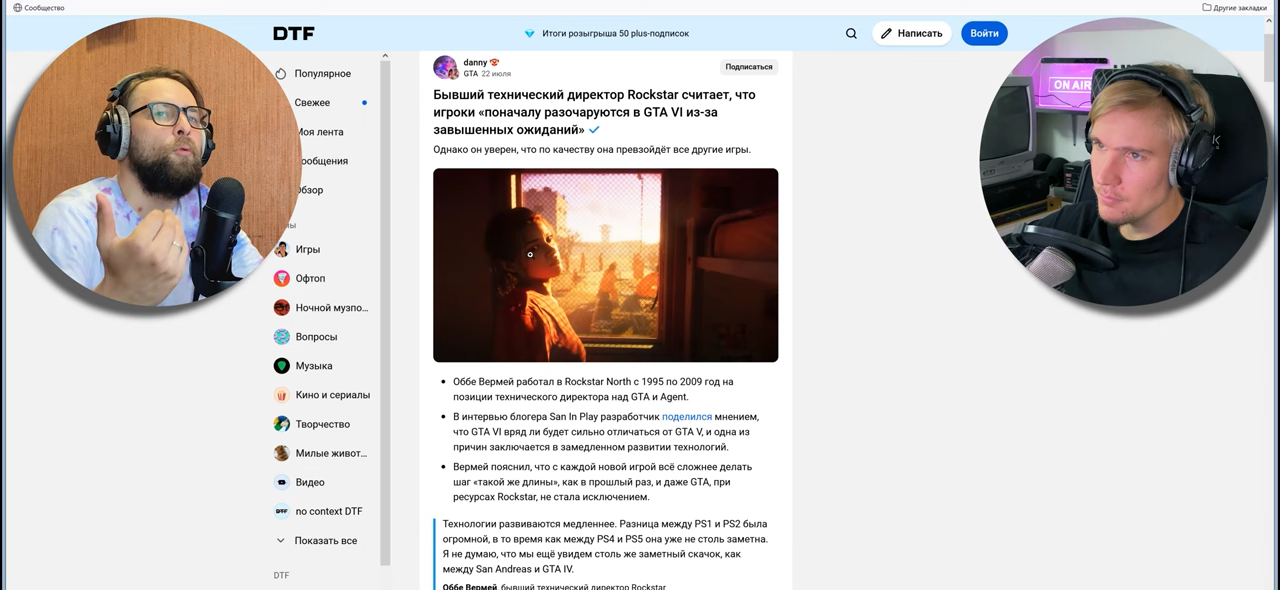 Сообщество
Другие закладки
DTF
Итоги розыгрыша 50 plus-подписок
Написать
Войти
Популярное
Свежее
Моя лента
ообщения
бзор
Игры
Офтоп
Ночной музпо...
Вопросы
Музыка
Кино и сериалы
Творчество
Милые живот...
Видео
no context DTF
Показать все
DTF
danny
GTA 22 июля
Подписаться
Бывший технический директор Rockstar считает, что
игроки «поначалу разочаруются в GTA VI из-за
завышенных ожиданий»
Однако он уверен, что по качеству она превзойдёт все другие игры.
Оббе Вермей работал в Rockstar North с 1995 по 2009 год на
позиции технического директора над GTA и Agent.
В интервью блогера San In Play разработчик поделился мнением,
что GTA VI вряд ли будет сильно отличаться от GTA V, и одна из
причин заключается в замедленном развитии технологий.
Вермей пояснил, что с каждой новой игрой всё сложнее делать
шаг «такой же длины», как в прошлый раз, и даже GTA, при
ресурсах Rockstar, не стала исключением.
Технологии развиваются медленнее. Разница между PS1 и PS2 была
огромной, в то время как между PS4 и PS5 она уже не столь заметна.
Я не думаю, что мы ещё увидем столь же заметный скачок, как
между San Andreas и GTA IV.
Оббе Вермей, бывший технический директор Rockstar
ON AIR